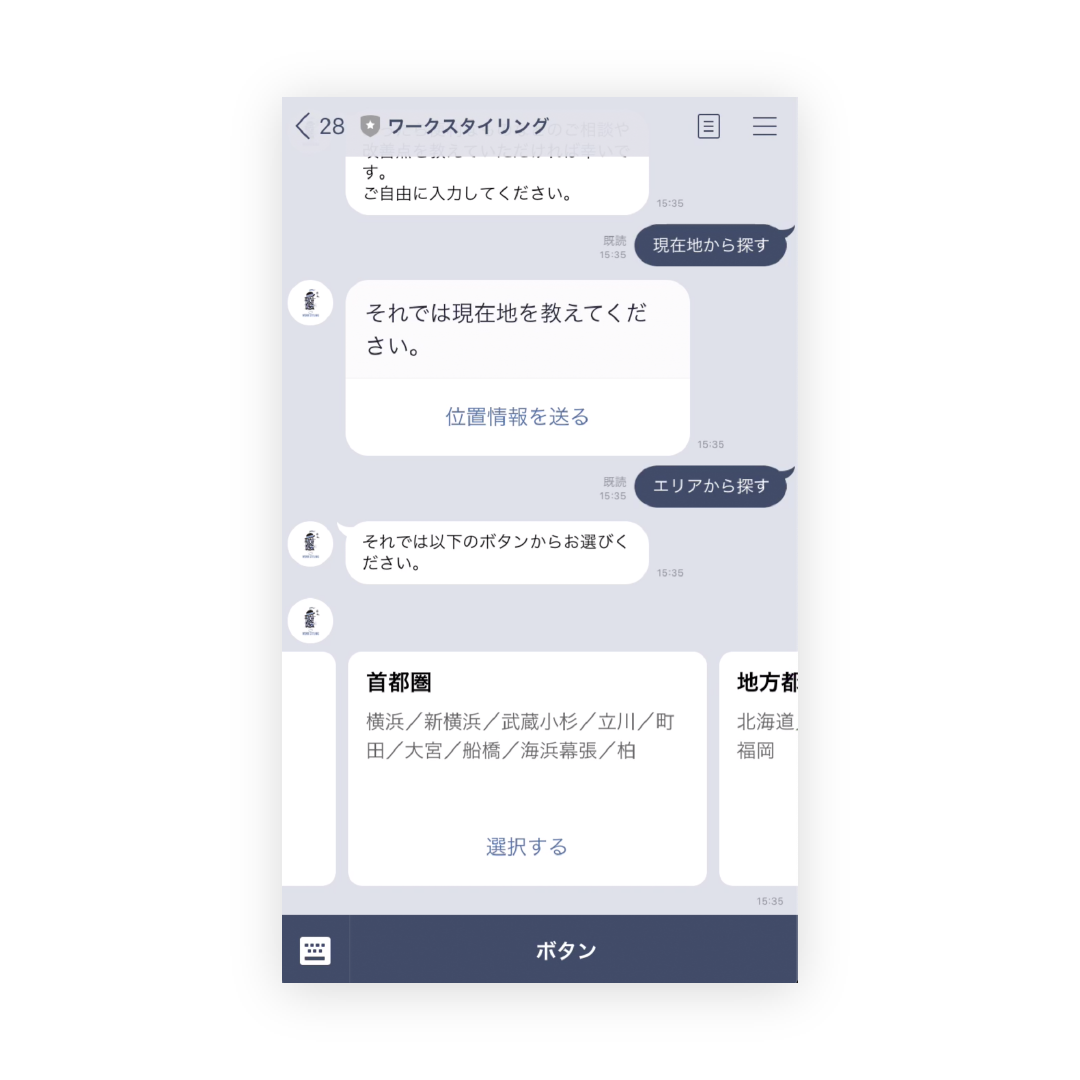 28 ワークスタイリング
のご相談や
改善点を教えていただければ幸いで
す。
ご自由に入力してください。
15:35
既読
15:35
現在地から探す
それでは現在地を教えてくだ
さい。
位置情報を送る
15:35
既読
15:35
エリアから探す
それでは以下のボタンからお選びく
ださい。
15:35
首都圏
横浜／新横浜／武蔵小杉／立川／町
田／大宮／船橋／海浜幕張／柏
選択する
地方都
北海道
福岡
15:35
ボタン